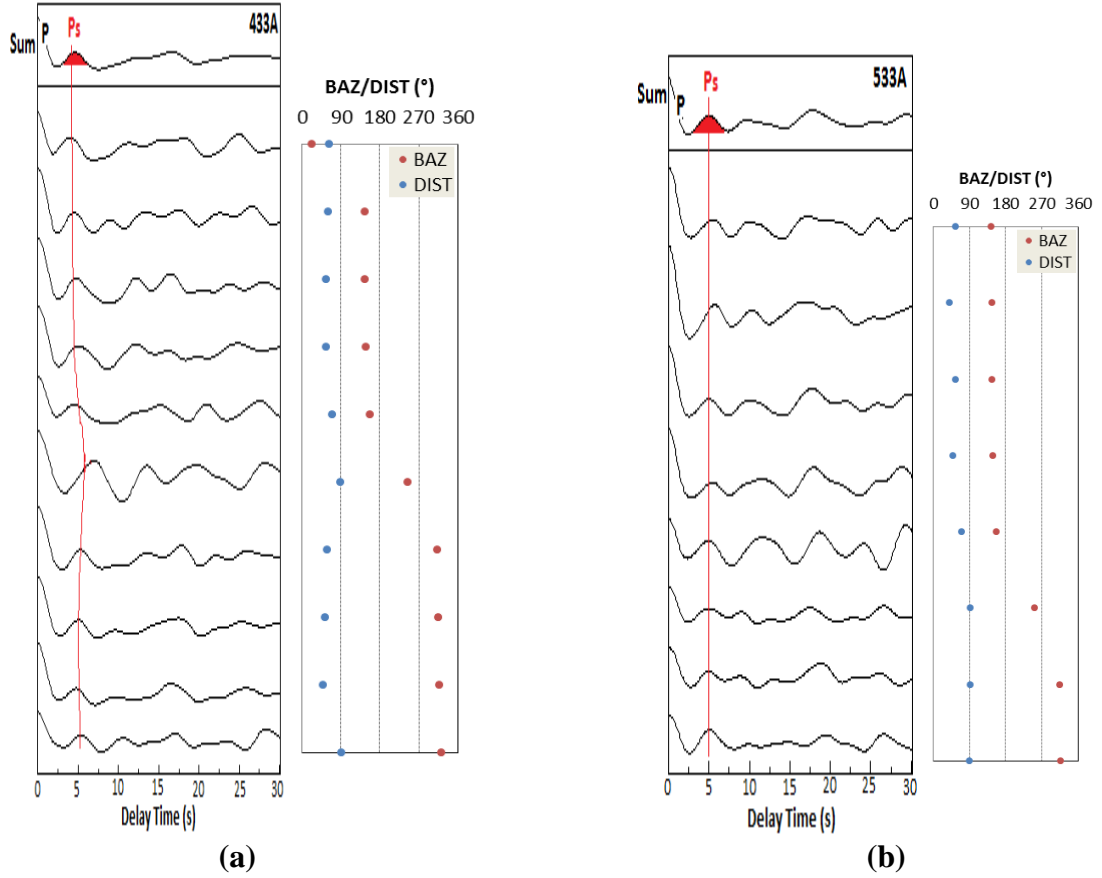 Sum P Ps 433A
BAZ/DIST (°)
0 90 180 270 360
BAZ
DIST
0 5 10 15 20 25 30
Delay Time (s)
(a)
Sum P Ps 533A
BAZ/DIST (°)
0 90 180 270 360
BAZ
DIST
0 5 10 15 20 25 30
Delay Time (s)
(b)